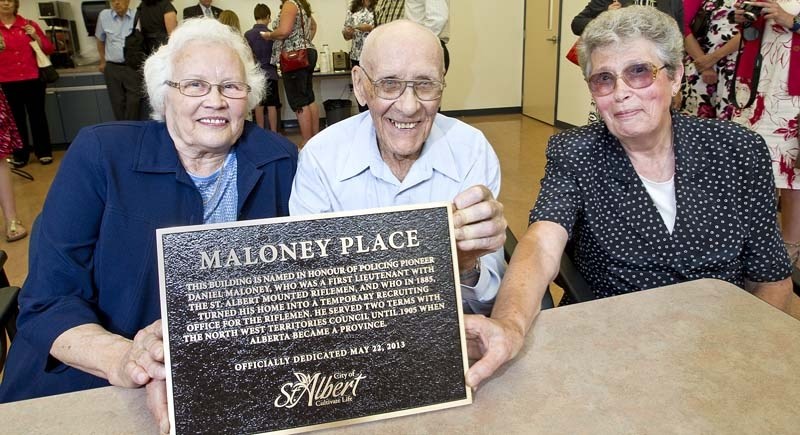 MALONEY PLACE
THIS BUILDING IS NAMED IN HONOUR OF POLICING PIONEER
DANIEL MALONEY, WHO WAS A FIRST LIEUTENANT WITH
THE ST. ALBERT MOUNTED RIFLEMEN, AND WHO IN 1885,
TURNED HIS HOME INTO A TEMPORARY RECRUITING
OFFICE FOR THE RIFLEMEN. HE SERVED TWO TERMS WITH
THE NORTH WEST TERRITORIES COUNCIL UNTIL 1905 WHEN
ALBERTA BECAME A PROVINCE.
OFFICIALLY DEDICATED MAY 22, 2013
City of
St Albert
Cultivate Life